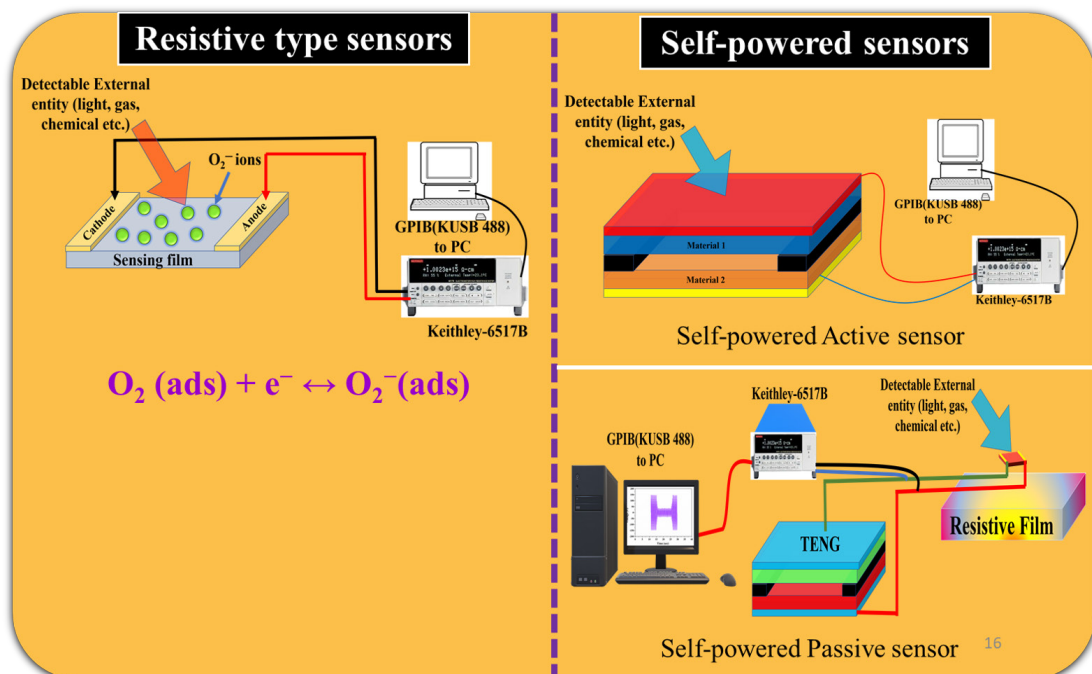 Resistive type sensors
Detectable External
entity (light, gas,
chemical etc.)
O₂⁻ ions
Cathode
Anode
Sensing film
GPIB(KUSB 488)
to PC
Keithley-6517B
O₂ (ads) + e⁻ ↔ O₂⁻(ads)
Self-powered sensors
Detectable External
entity (light, gas,
chemical etc.)
Material 1
Material 2
GPIB(KUSB 488)
to PC
Keithley-6517B
Self-powered Active sensor
Keithley-6517B
GPIB(KUSB 488)
to PC
Detectable External
entity (light, gas,
chemical etc.)
TENG
Resistive Film
Self-powered Passive sensor
16